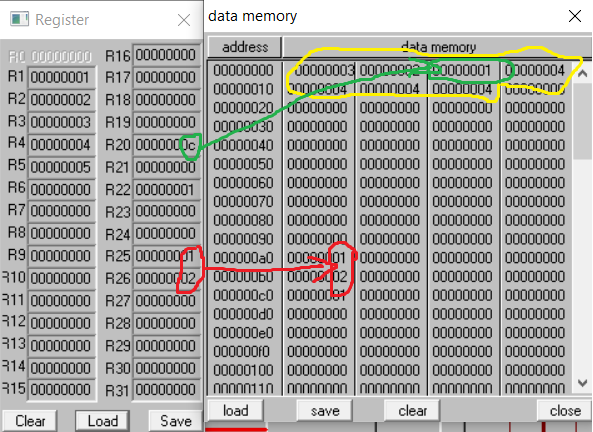 Register
R0 00000000 R16 00000000
R1 00000001 R17 00000000
R2 00000002 R18 00000000
R3 00000003 R19 00000000
R4 00000004 R20 0000000c
R5 00000005 R21 00000000
R6 00000000 R22 00000001
R7 00000000 R23 00000000
R8 00000000 R24 00000000
R9 00000000 R25 00000001
R10 00000000 R26 00000002
R11 00000000 R27 00000000
R12 00000000 R28 00000000
R13 00000000 R29 00000000
R14 00000000 R30 00000000
R15 00000000 R31 00000000
Clear Load Save
data memory
address data memory
00000000 00000003 00000001 00000004
00000010 00000004 00000004 00000004 00000000
00000020 00000000 00000000 00000000 00000000
00000030 00000000 00000000 00000000 00000000
00000040 00000000 00000000 00000000 00000000
00000050 00000000 00000000 00000000 00000000
00000060 00000000 00000000 00000000 00000000
00000070 00000000 00000000 00000000 00000000
00000080 00000000 00000000 00000000 00000000
00000090 00000000 00000000 00000000 00000000
000000a0 00000001 00000000 00000000 00000000
000000b0 00000002 00000000 00000000 00000000
000000c0 00000001 00000000 00000000 00000000
000000d0 00000000 00000000 00000000 00000000
000000e0 00000000 00000000 00000000 00000000
000000f0 00000000 00000000 00000000 00000000
00000100 00000000 00000000 00000000 00000000
00000110 00000000 00000000 00000000 00000000
load save clear close